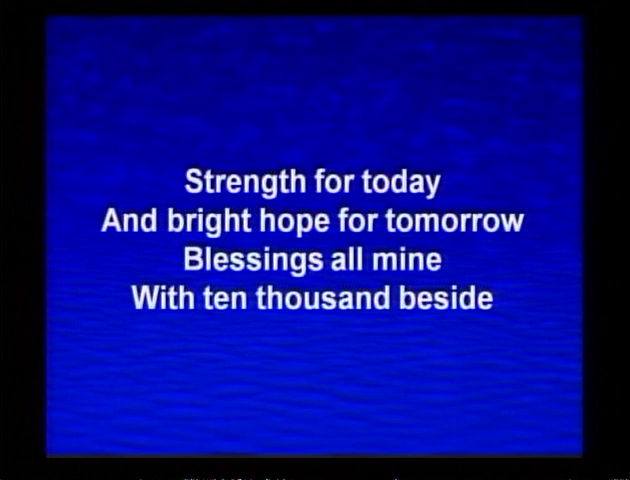 Strength for today
And bright hope for tomorrow
Blessings all mine
With ten thousand beside